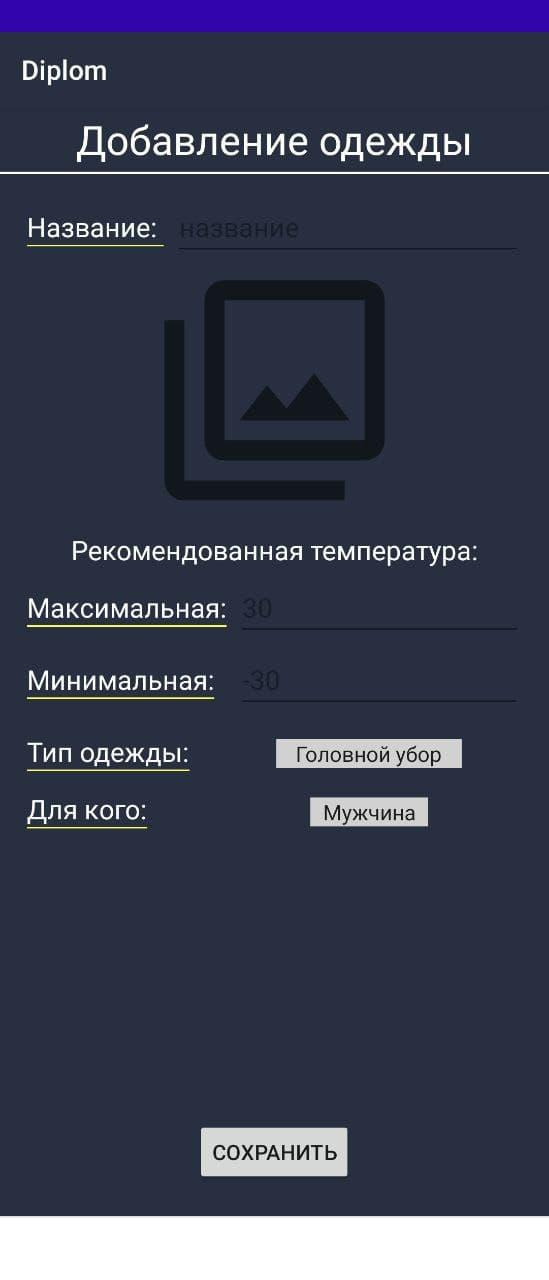 Diplom
Добавление одежды
Название: название
Рекомендованная температура:
Максимальная: 30
Минимальная: -30
Тип одежды: Головной убор
Для кого: Мужчина
СОХРАНИТЬ